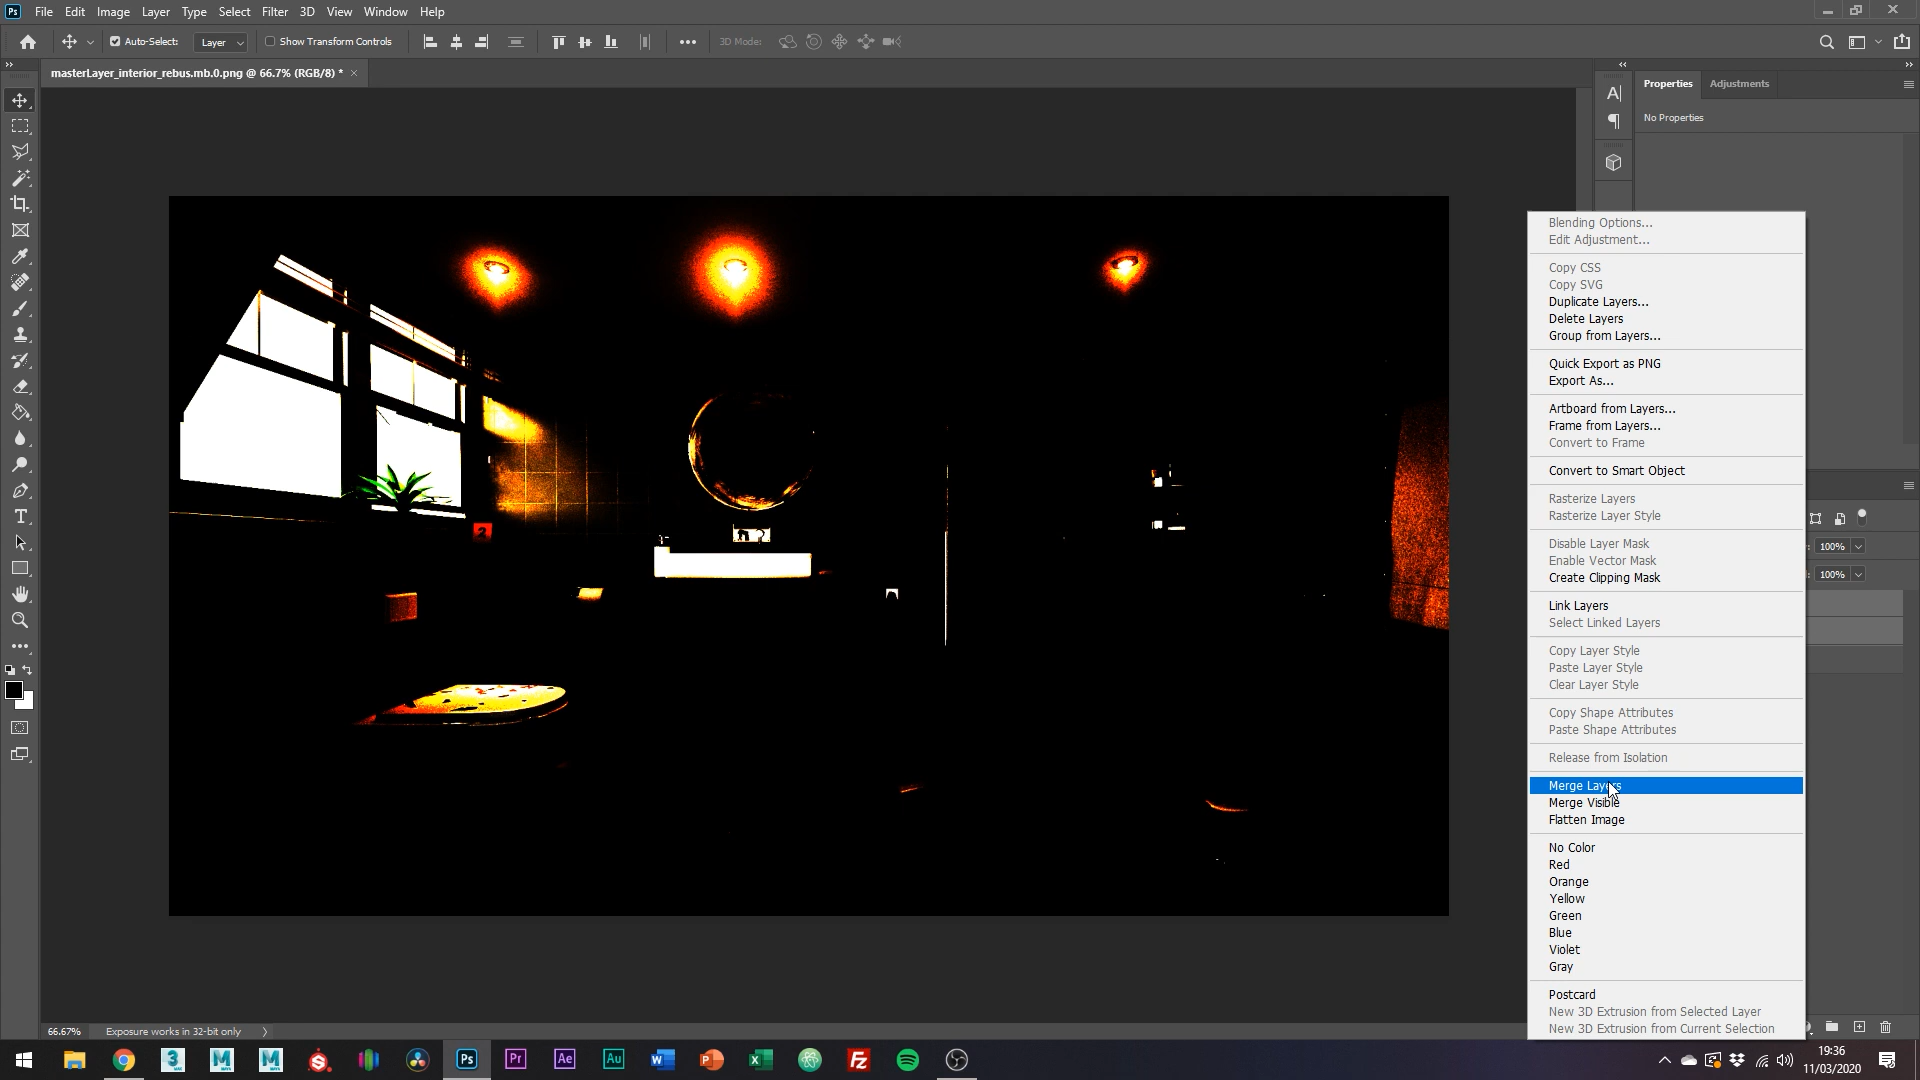 Ps File Edit Image Layer Type Select Filter 3D View Window Help
Auto-Select: Layer Show Transform Controls 3D Mode:
masterLayer_interior_rebus.mb.0.png @ 66.7% (RGB/8) *
Properties Adjustments
No Properties
Blending Options...
Edit Adjustment...
Copy CSS
Copy SVG
Duplicate Layers...
Delete Layers
Group from Layers...
Quick Export as PNG
Export As...
Artboard from Layers...
Frame from Layers...
Convert to Frame
Convert to Smart Object
Rasterize Layers
Rasterize Layer Style
Disable Layer Mask
Enable Vector Mask
Create Clipping Mask
Link Layers
Select Linked Layers
Copy Layer Style
Paste Layer Style
Clear Layer Style
Copy Shape Attributes
Paste Shape Attributes
Release from Isolation
Merge Layers
Merge Visible
Flatten Image
No Color
Red
Orange
Yellow
Green
Blue
Violet
Gray
Postcard
New 3D Extrusion from Selected Layer
New 3D Extrusion from Current Selection
100%
100%
2
66.67% Exposure works in 32-bit only
Ps Pr Ae Au
19:36
11/03/2020